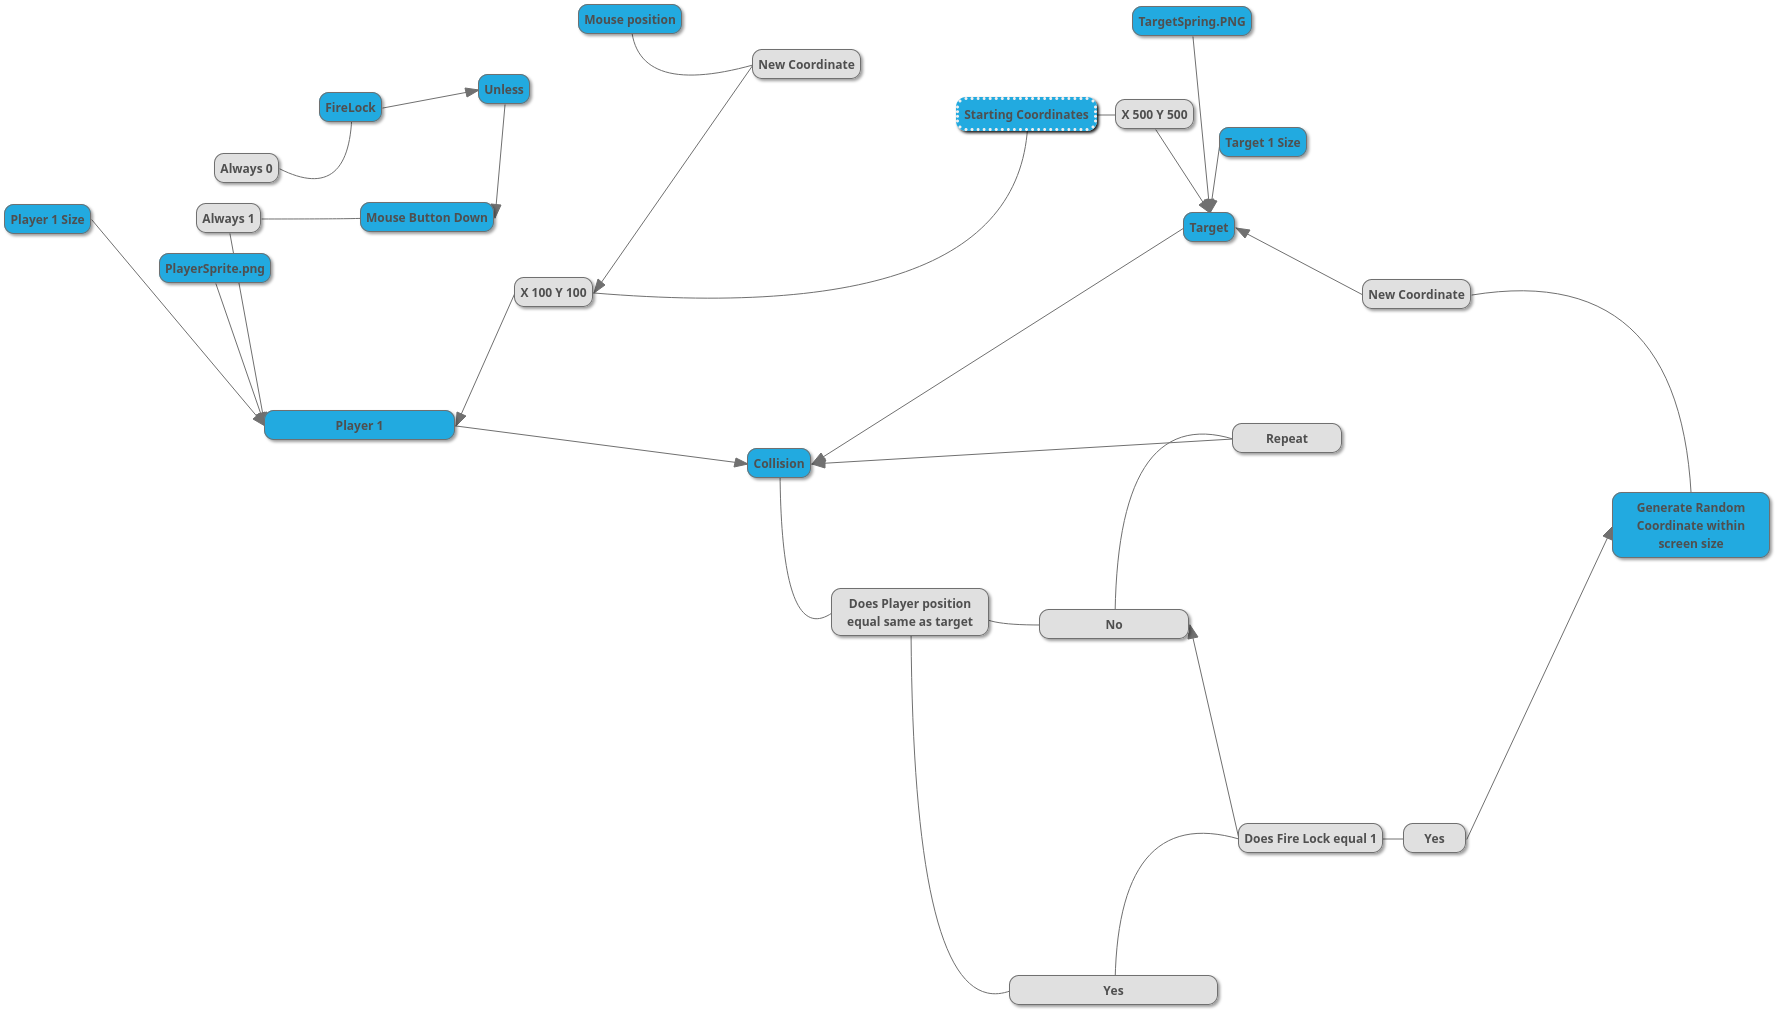 Mouse position
TargetSpring.PNG
New Coordinate
Unless
FireLock
Starting Coordinates
X 500 Y 500
Target 1 Size
Always 0
Player 1 Size
Always 1
Mouse Button Down
Target
PlayerSprite.png
X 100 Y 100
New Coordinate
Player 1
Repeat
Collision
Generate Random
Coordinate within
screen size
Does Player position
equal same as target
No
Does Fire Lock equal 1
Yes
Yes